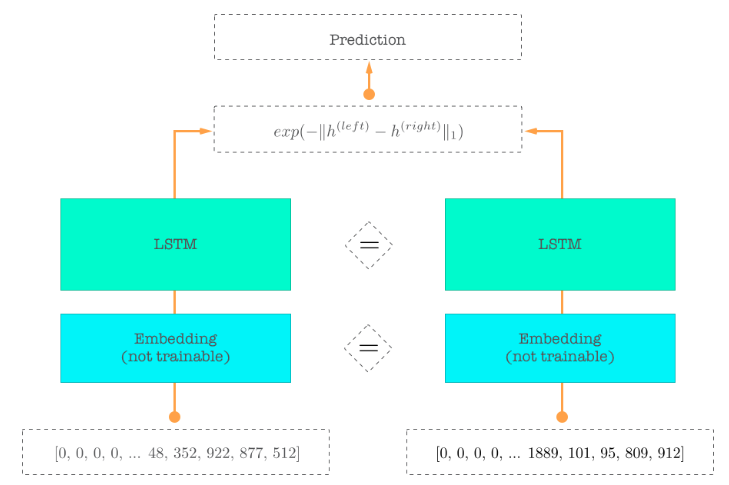 Prediction
exp(−‖h^(left) − h^(right)‖₁)
LSTM
=
LSTM
Embedding
(not trainable)
=
Embedding
(not trainable)
[0, 0, 0, 0, ... 48, 352, 922, 877, 512]
[0, 0, 0, 0, ... 1889, 101, 95, 809, 912]